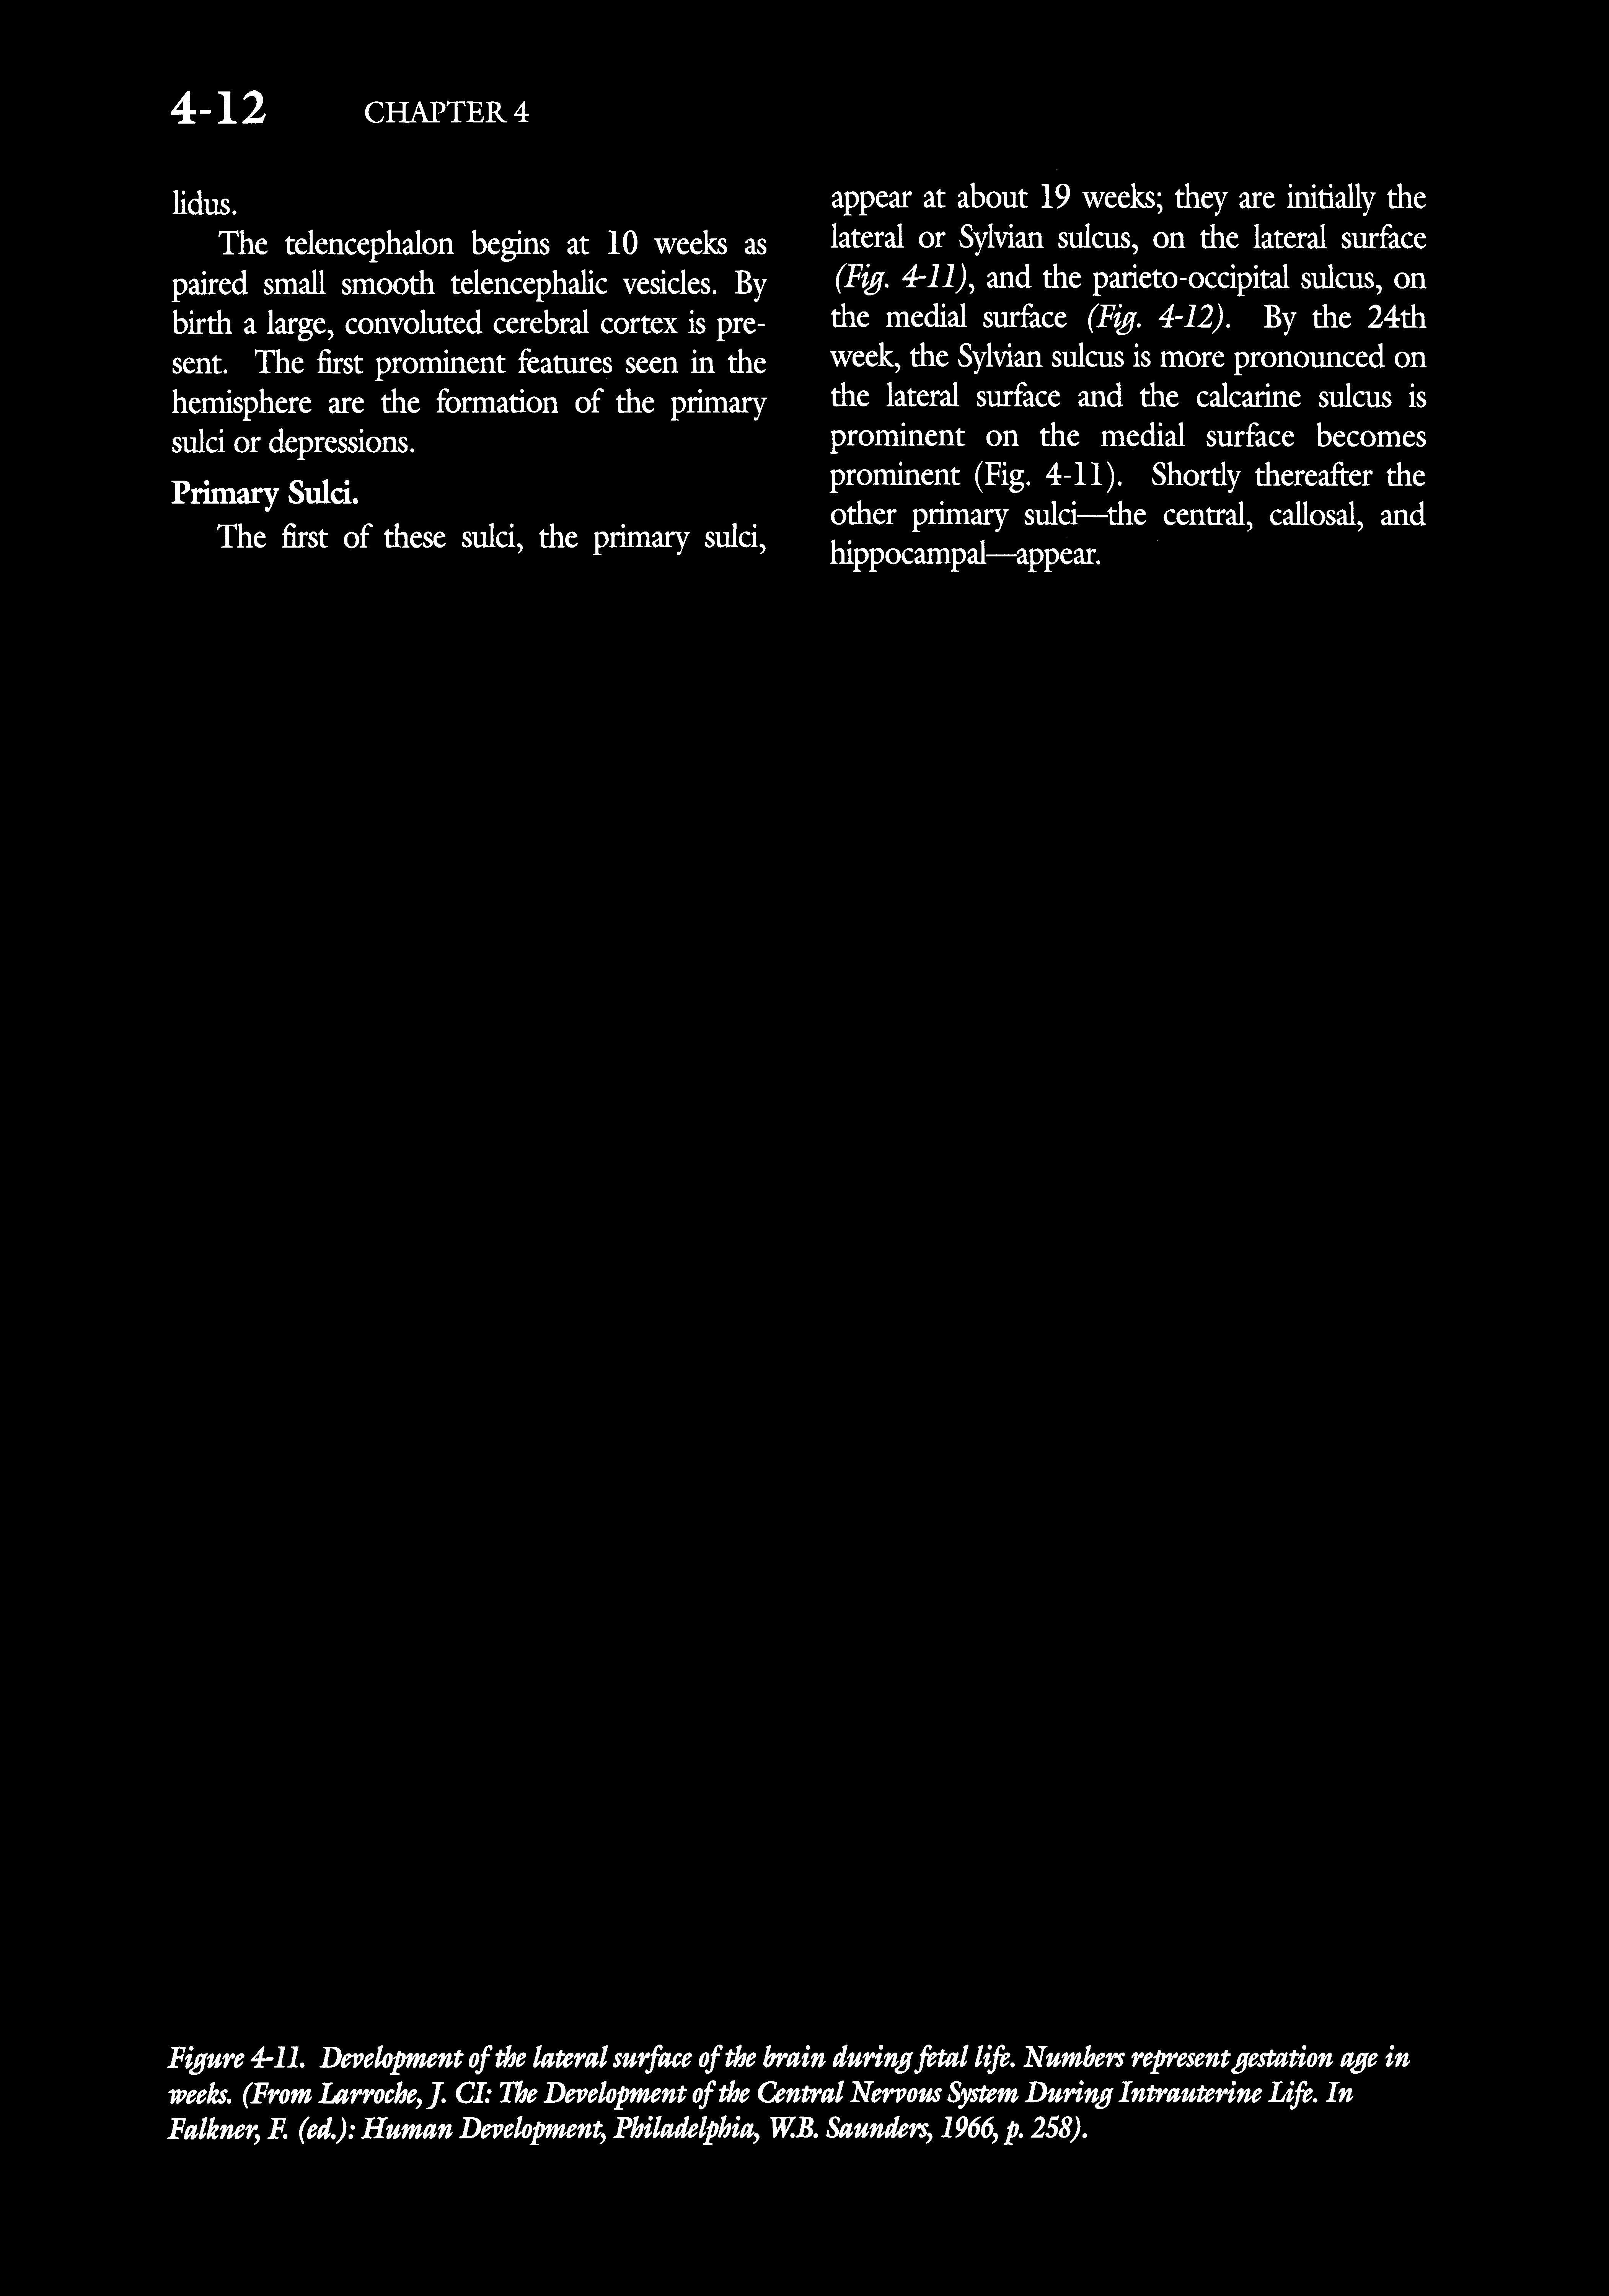 4-12 CHAPTER 4
lidus.
The telencephalon begins at 10 weeks as
paired small smooth telencephalic vesicles. By
birth a large, convoluted cerebral cortex is pre-
sent. The first prominent features seen in the
hemisphere are the formation of the primary
sulci or depressions.
Primary Sulci.
The first of these sulci, the primary sulci,
appear at about 19 weeks; they are initially the
lateral or Sylvian sulcus, on the lateral surface
(Fig. 4-11), and the parieto-occipital sulcus, on
the medial surface (Fig. 4-12). By the 24th
week, the Sylvian sulcus is more pronounced on
the lateral surface and the calcarine sulcus is
prominent on the medial surface becomes
prominent (Fig. 4-11). Shortly thereafter the
other primary sulci—the central, callosal, and
hippocampal—appear.
Figure 4-11. Development of the lateral surface of the brain during fetal life. Numbers represent gestation age in
weeks. (From Larroche, J. CI: The Development of the Central Nervous System During Intrauterine Life. In
Falkner, F. (ed.): Human Development, Philadelphia, W.B. Saunders, 1966, p. 258).